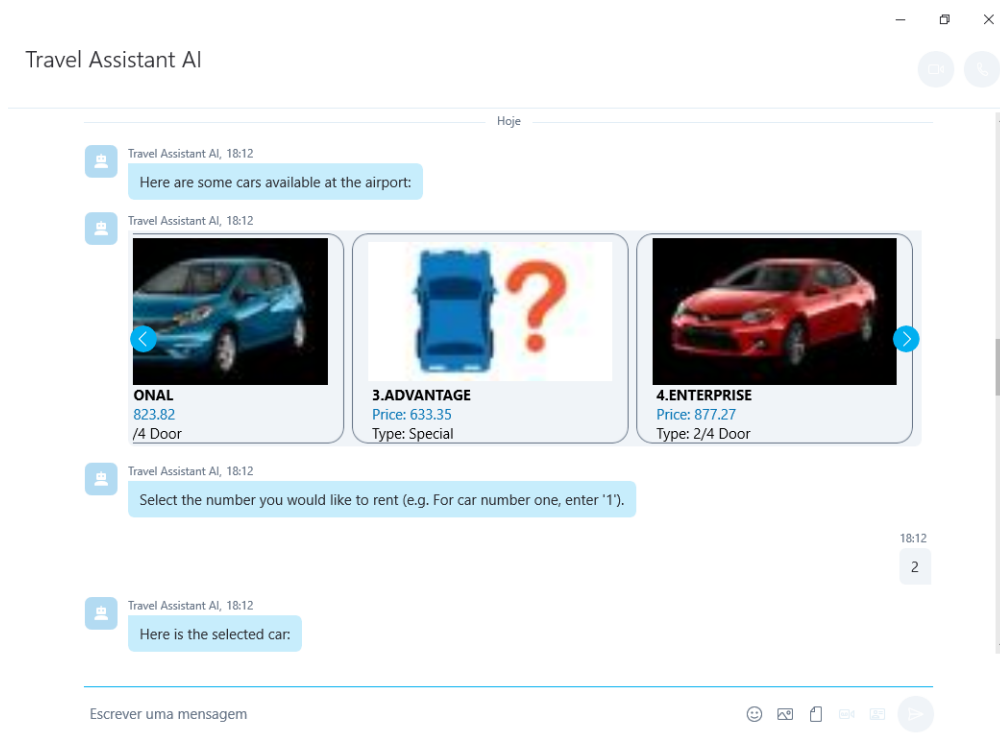 Travel Assistant AI
Hoje
Travel Assistant AI, 18:12
Here are some cars available at the airport:
Travel Assistant AI, 18:12
ONAL
823.82
/4 Door
3.ADVANTAGE
Price: 633.35
Type: Special
4.ENTERPRISE
Price: 877.27
Type: 2/4 Door
Travel Assistant AI, 18:12
Select the number you would like to rent (e.g. For car number one, enter '1').
18:12
2
Travel Assistant AI, 18:12
Here is the selected car:
Escrever uma mensagem